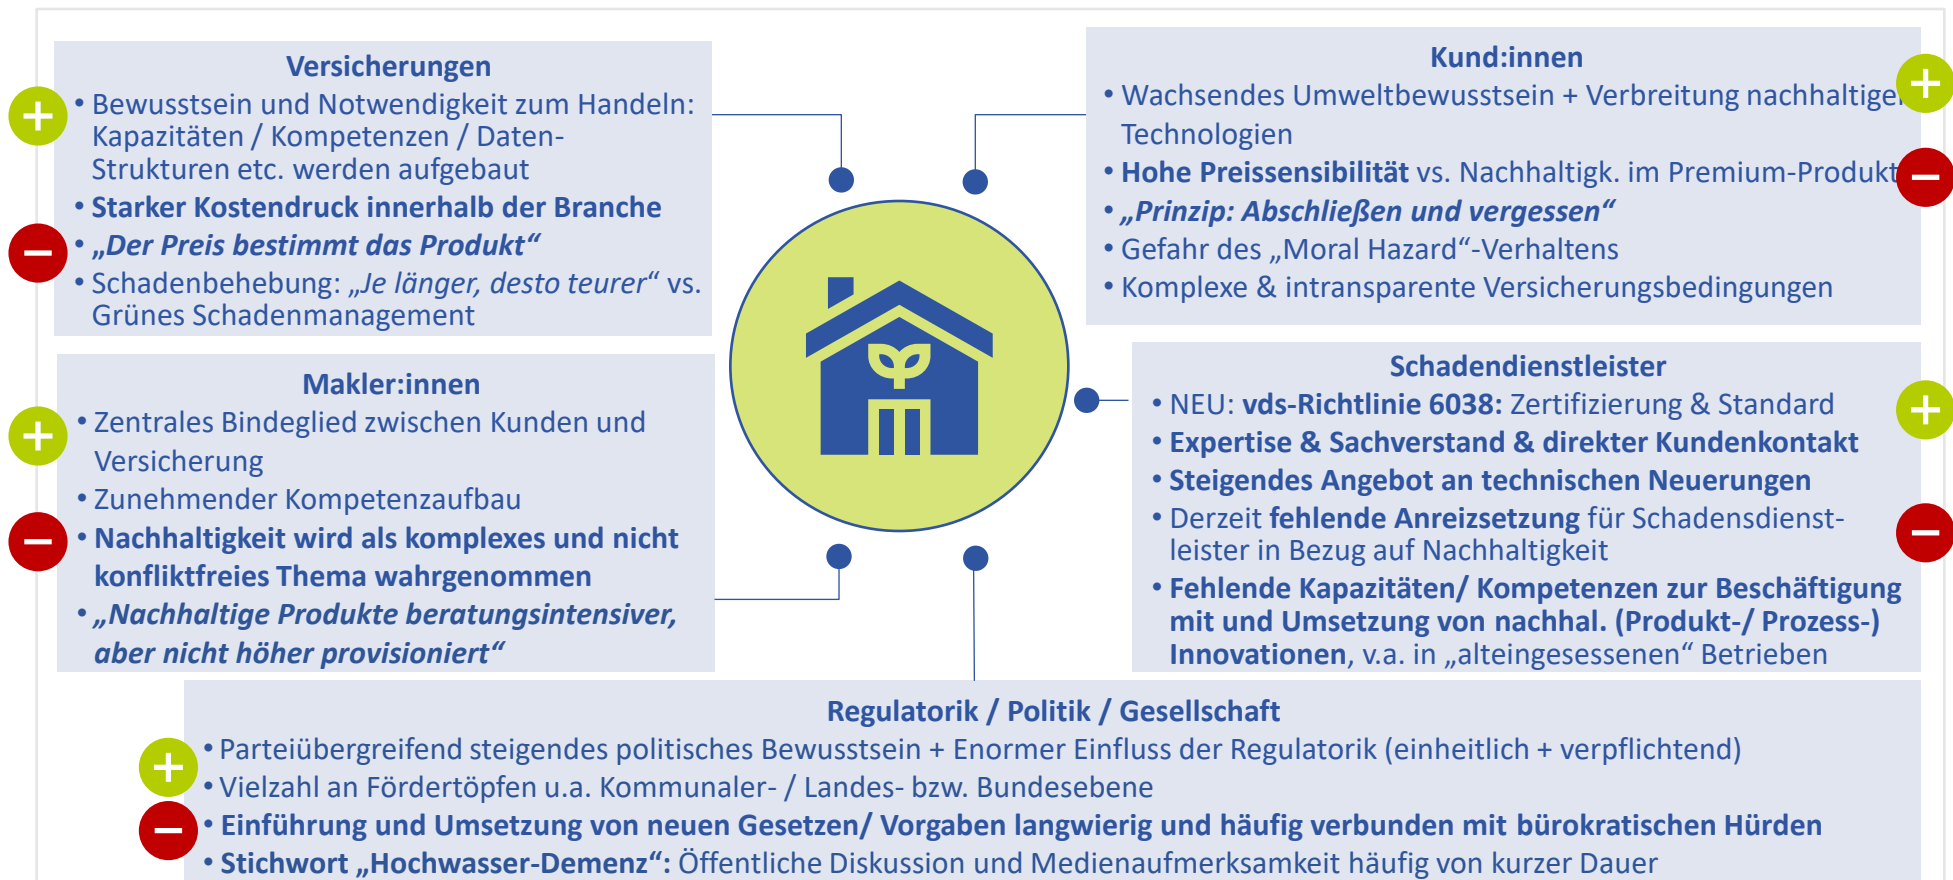 Versicherungen
• Bewusstsein und Notwendigkeit zum Handeln:
Kapazitäten / Kompetenzen / Daten-
Strukturen etc. werden aufgebaut
• Starker Kostendruck innerhalb der Branche
• „Der Preis bestimmt das Produkt“
• Schadenbehebung: „Je länger, desto teurer“ vs.
Grünes Schadenmanagement
Kund:innen
• Wachsendes Umweltbewusstsein + Verbreitung nachhaltiger
Technologien
• Hohe Preissensibilität vs. Nachhaltigk. im Premium-Produkt
• „Prinzip: Abschließen und vergessen“
• Gefahr des „Moral Hazard“-Verhaltens
• Komplexe & intransparente Versicherungsbedingungen
Makler:innen
• Zentrales Bindeglied zwischen Kunden und
Versicherung
• Zunehmender Kompetenzaufbau
• Nachhaltigkeit wird als komplexes und nicht
konfliktfreies Thema wahrgenommen
• „Nachhaltige Produkte beratungsintensiver,
aber nicht höher provisioniert“
Schadendienstleister
• NEU: vds-Richtlinie 6038: Zertifizierung & Standard
• Expertise & Sachverstand & direkter Kundenkontakt
• Steigendes Angebot an technischen Neuerungen
• Derzeit fehlende Anreizsetzung für Schadensdienst-
leister in Bezug auf Nachhaltigkeit
• Fehlende Kapazitäten/ Kompetenzen zur Beschäftigung
mit und Umsetzung von nachhal. (Produkt-/ Prozess-)
Innovationen, v.a. in „alteingesessenen“ Betrieben
Regulatorik / Politik / Gesellschaft
• Parteiübergreifend steigendes politisches Bewusstsein + Enormer Einfluss der Regulatorik (einheitlich + verpflichtend)
• Vielzahl an Fördertöpfen u.a. Kommunaler- / Landes- bzw. Bundesebene
• Einführung und Umsetzung von neuen Gesetzen/ Vorgaben langwierig und häufig verbunden mit bürokratischen Hürden
• Stichwort „Hochwasser-Demenz“: Öffentliche Diskussion und Medienaufmerksamkeit häufig von kurzer Dauer